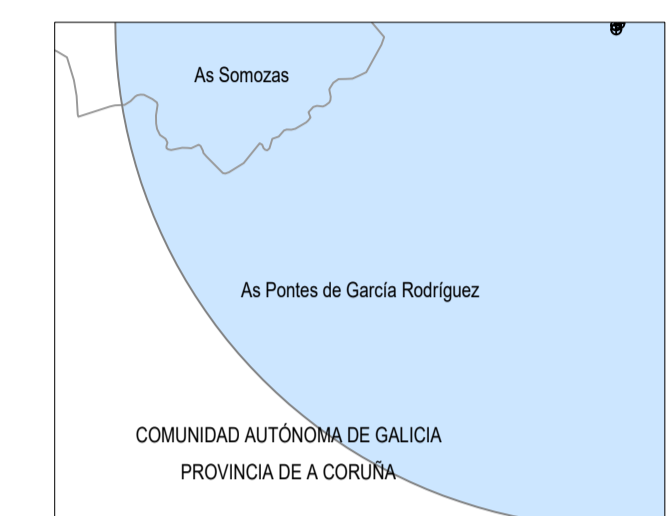 As Somozas
As Pontes de García Rodríguez
COMUNIDAD AUTÓNOMA DE GALICIA
PROVINCIA DE A CORUÑA